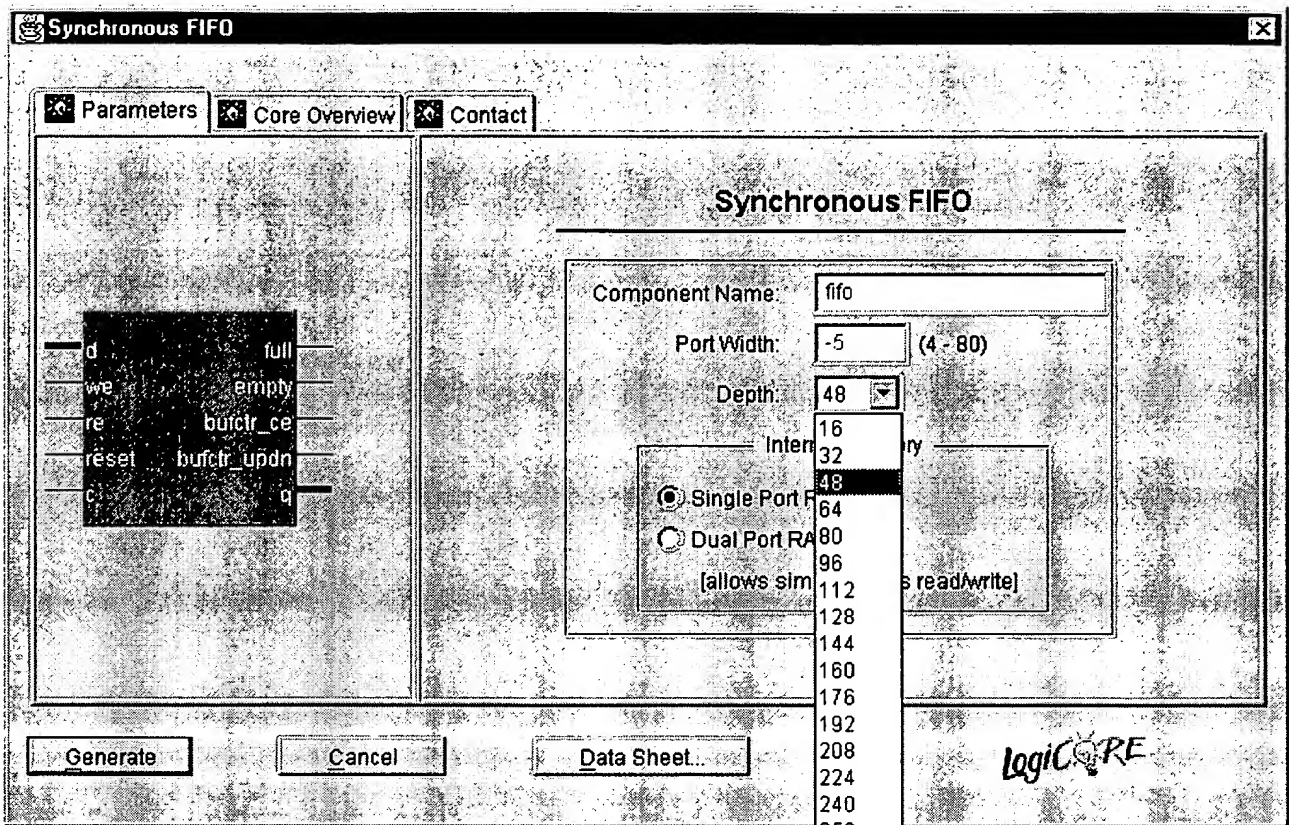 Synchronous FIFO
Parameters
Core Overview
Contact
d
we
re
reset
c
full
empty
bufctr_ce
bufctr_updn
q
Synchronous FIFO
Component Name: fifo
Port Width: -5 (4 - 80)
Depth: 48
16
32
48
64
80
96
112
128
144
160
176
192
208
224
240
Single Port
Dual Port RA
[allows sim
s read/write]
Generate
Cancel
Data Sheet...
LogiCORE